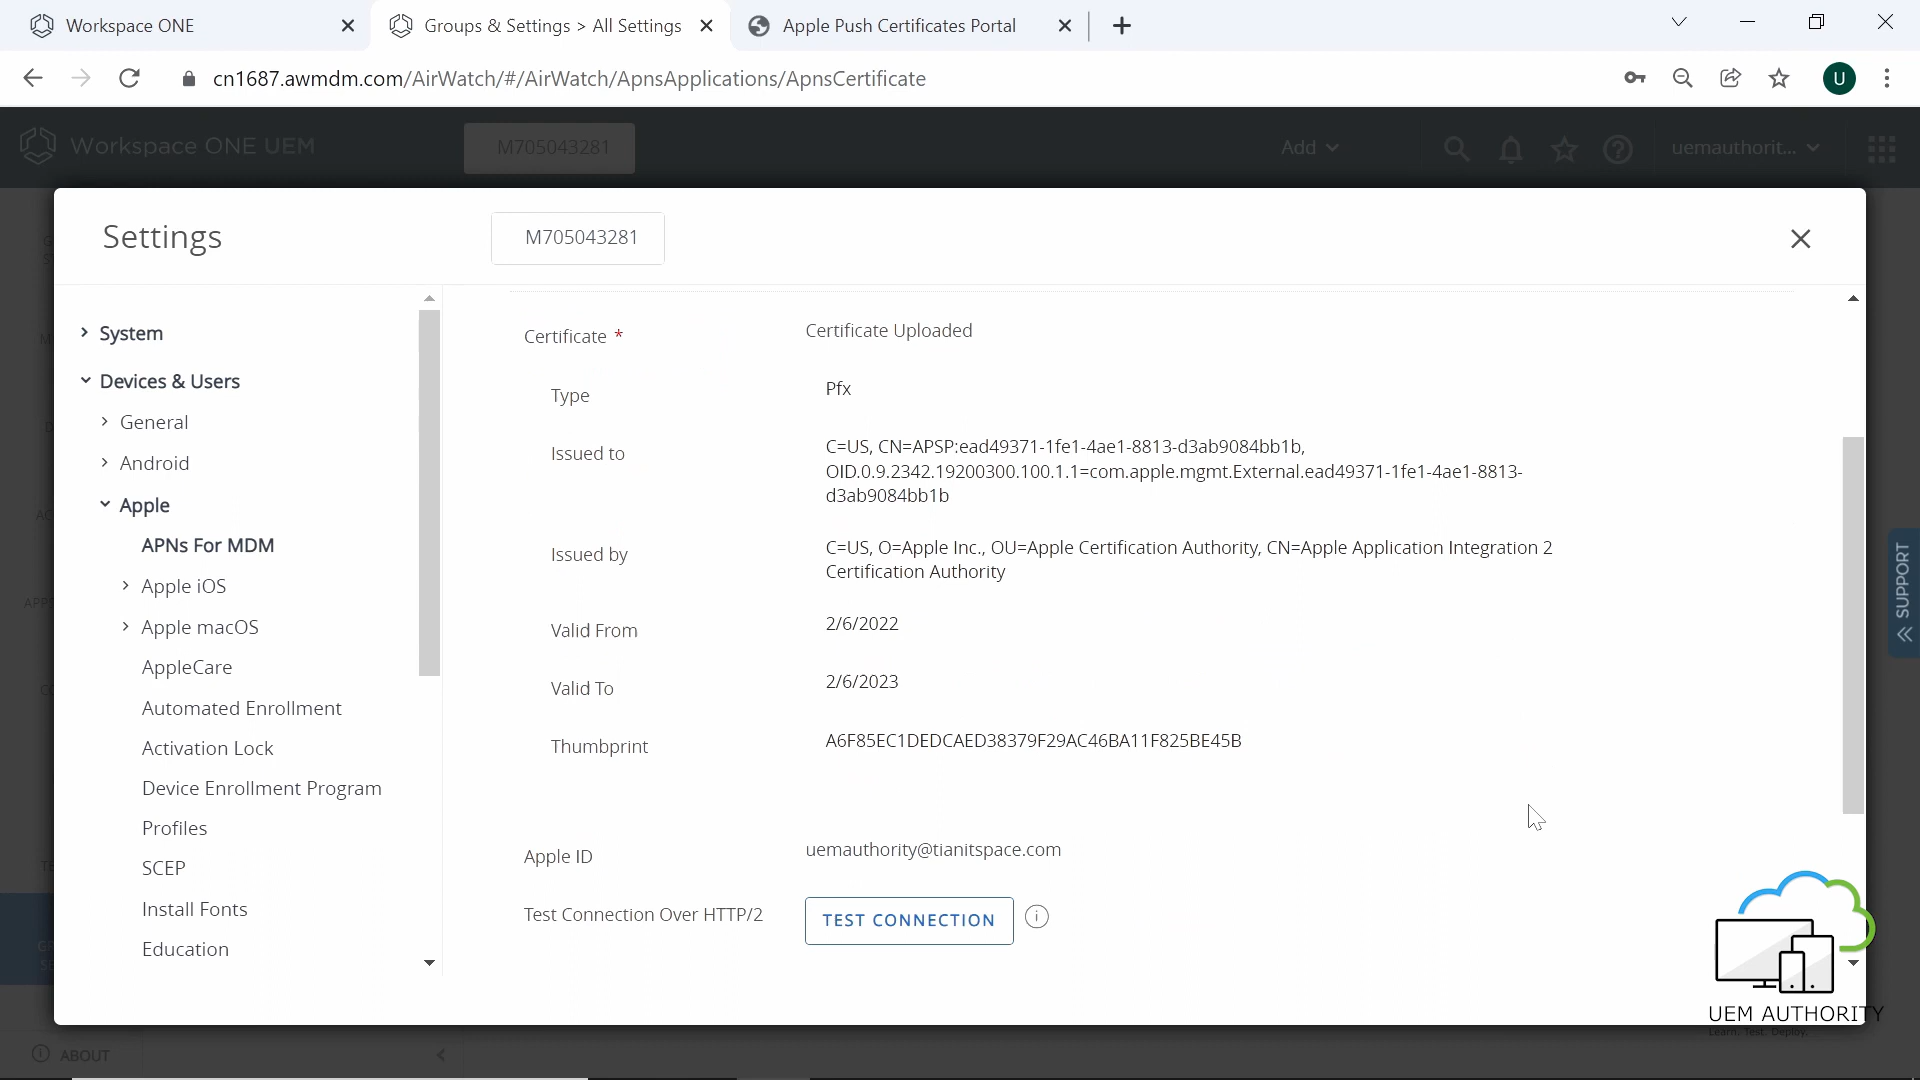 Workspace ONE
Groups & Settings > All Settings
Apple Push Certificates Portal
cn1687.awmdm.com/AirWatch/#/AirWatch/ApnsApplications/ApnsCertificate
U
Workspace ONE UEM
M705043281
Add
uemauthorit...
Settings
M705043281
System
Devices & Users
General
Android
Apple
APNs For MDM
Apple iOS
Apple macOS
AppleCare
Automated Enrollment
Activation Lock
Device Enrollment Program
Profiles
SCEP
Install Fonts
Education
Certificate *
Certificate Uploaded
Type
Pfx
Issued to
C=US, CN=APSP:ead49371-1fe1-4ae1-8813-d3ab9084bb1b,
OID.0.9.2342.19200300.100.1.1=com.apple.mgmt.External.ead49371-1fe1-4ae1-8813-
d3ab9084bb1b
Issued by
C=US, O=Apple Inc., OU=Apple Certification Authority, CN=Apple Application Integration 2
Certification Authority
Valid From
2/6/2022
Valid To
2/6/2023
Thumbprint
A6F85EC1DEDCAED38379F29AC46BA11F825BE45B
Apple ID
uemauthority@tianitspace.com
Test Connection Over HTTP/2
TEST CONNECTION
SUPPORT
UEM AUTHORITY
Learn. Test. Deploy.
ABOUT